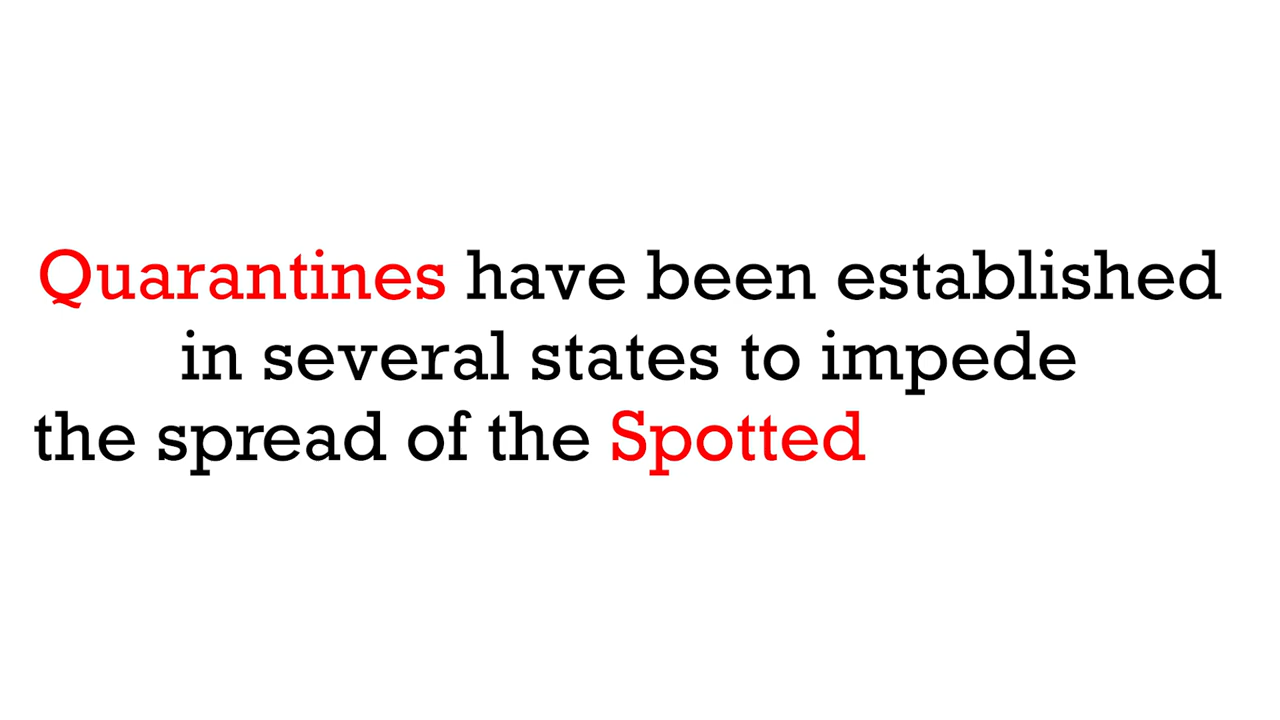 Quarantines have been established
in several states to impede
the spread of the Spotted